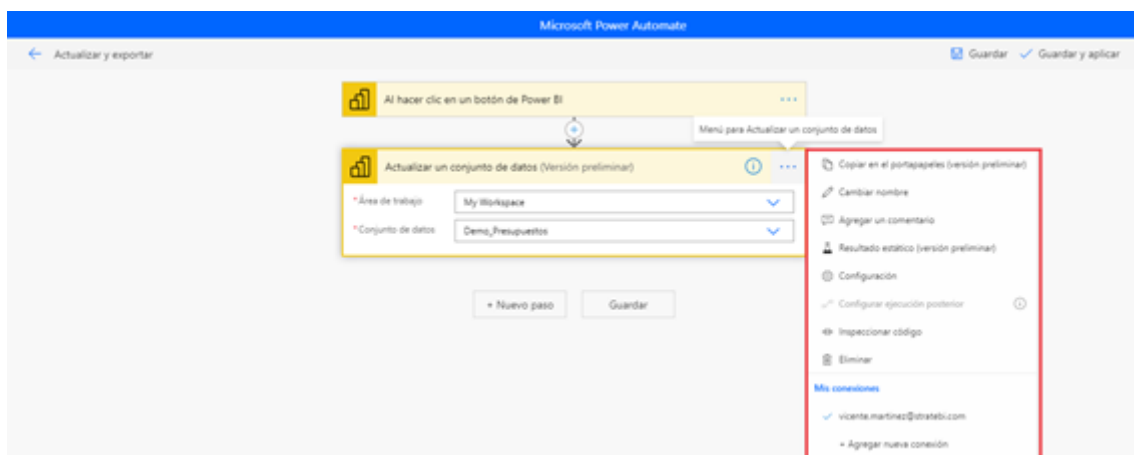 Microsoft Power Automate
Actualizar y exportar
Guardar
Guardar y aplicar
Al hacer clic en un botón de Power BI
Menú para Actualizar un conjunto de datos
Actualizar un conjunto de datos (Versión preliminar)
*Área de trabajo
My Workspace
*Conjunto de datos
Demo_Presupuestos
+ Nuevo paso
Guardar
Copiar en el portapapeles (versión preliminar)
Cambiar nombre
Agregar un comentario
Resultado estático (versión preliminar)
Configuración
Configurar ejecución posterior
Inspeccionar código
Eliminar
Mis conexiones
vicente.martinez@stratebi.com
+ Agregar nueva conexión